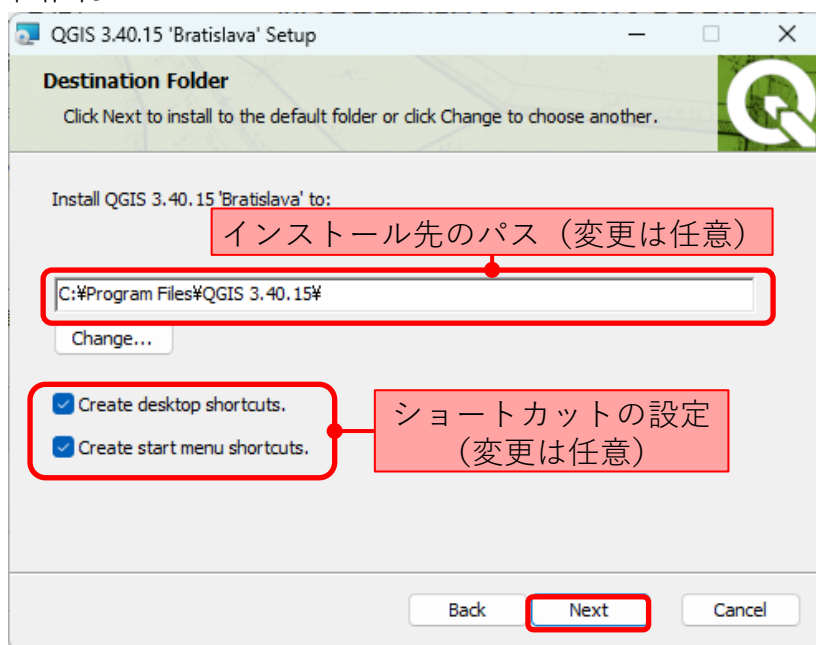 QGIS 3.40.15 'Bratislava' Setup
Destination Folder
Click Next to install to the default folder or click Change to choose another.
Install QGIS 3.40.15 'Bratislava' to:
インストール先のパス（変更は任意）
C:¥Program Files¥QGIS 3.40.15¥
Change...
Create desktop shortcuts.
Create start menu shortcuts.
ショートカットの設定
（変更は任意）
Back
Next
Cancel